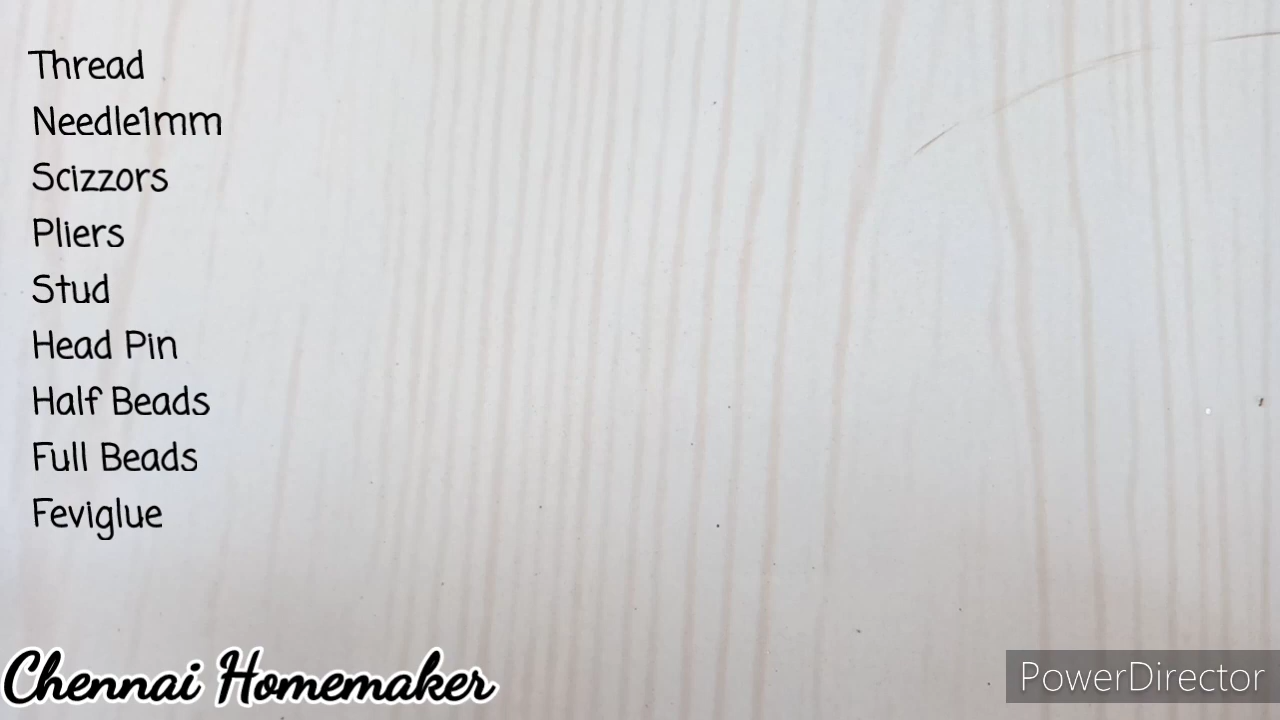 Thread
Needle1mm
Scizzors
Pliers
Stud
Head Pin
Half Beads
Full Beads
Feviglue
Chennai Homemaker
PowerDirector